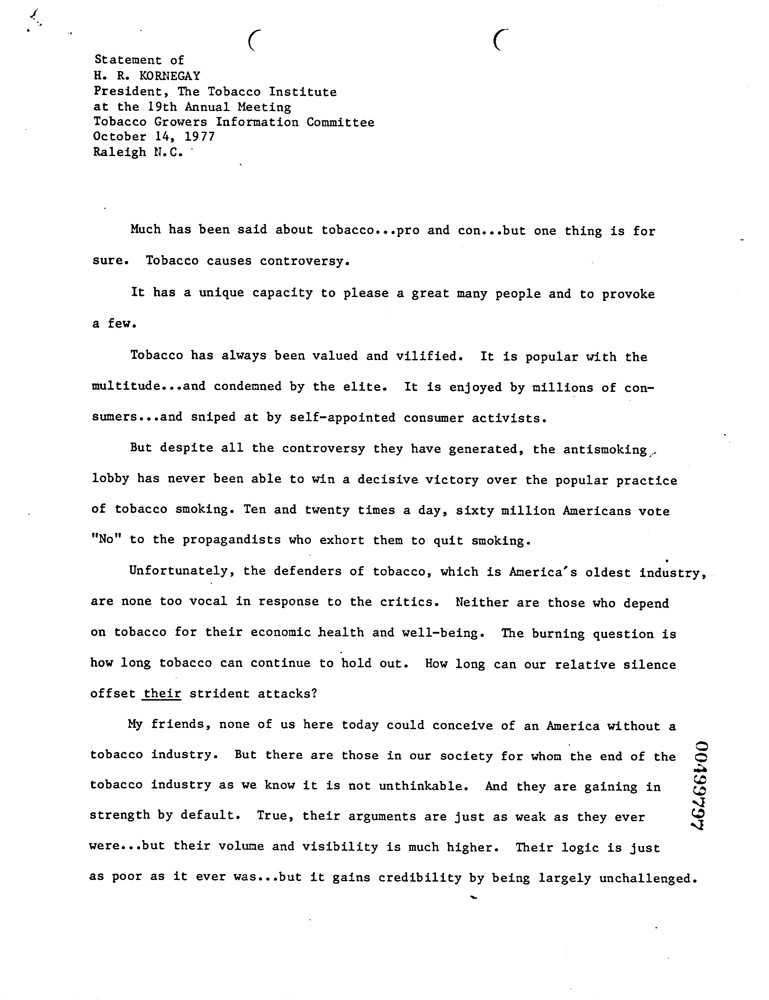 Statement of
H. R. KORNEGAY
President, The Tobacco Institute
at the 19th Annual Meeting
Tobacco Growers Information Committee
October 14, 1977
Raleigh N.C.
Much has been said about tobacco...pro and con...but one thing is for
sure. Tobacco causes controversy.
It has a unique capacity to please a great many people and to provoke
a few.
Tobacco has always been valued and vilified. It is popular with the
multitude...and condemned by the elite. It is enjoyed by millions of con-
sumers...and sniped at by self-appointed consumer activists.
But despite all the controversy they have generated, the antismoking
lobby has never been able to win a decisive victory over the popular practice
of tobacco smoking. Ten and twenty times a day, sixty million Americans vote
"No" to the propagandists who exhort them to quit smoking.
Unfortunately, the defenders of tobacco, which is America's oldest industry,
are none too vocal in response to the critics. Neither are those who depend
on tobacco for their economic health and well-being. The burning question is
how long tobacco can continue to hold out. How long can our relative silence
offset their strident attacks?
My friends, none of us here today could conceive of an America without a
tobacco industry. But there are those in our society for whom the end of the
tobacco industry as we know it is not unthinkable. And they are gaining in
strength by default. True, their arguments are just as weak as they ever
were...but their volume and visibility is much higher. Their logic is just
as poor as it ever was...but it gains credibility by being largely unchallenged.
00499797